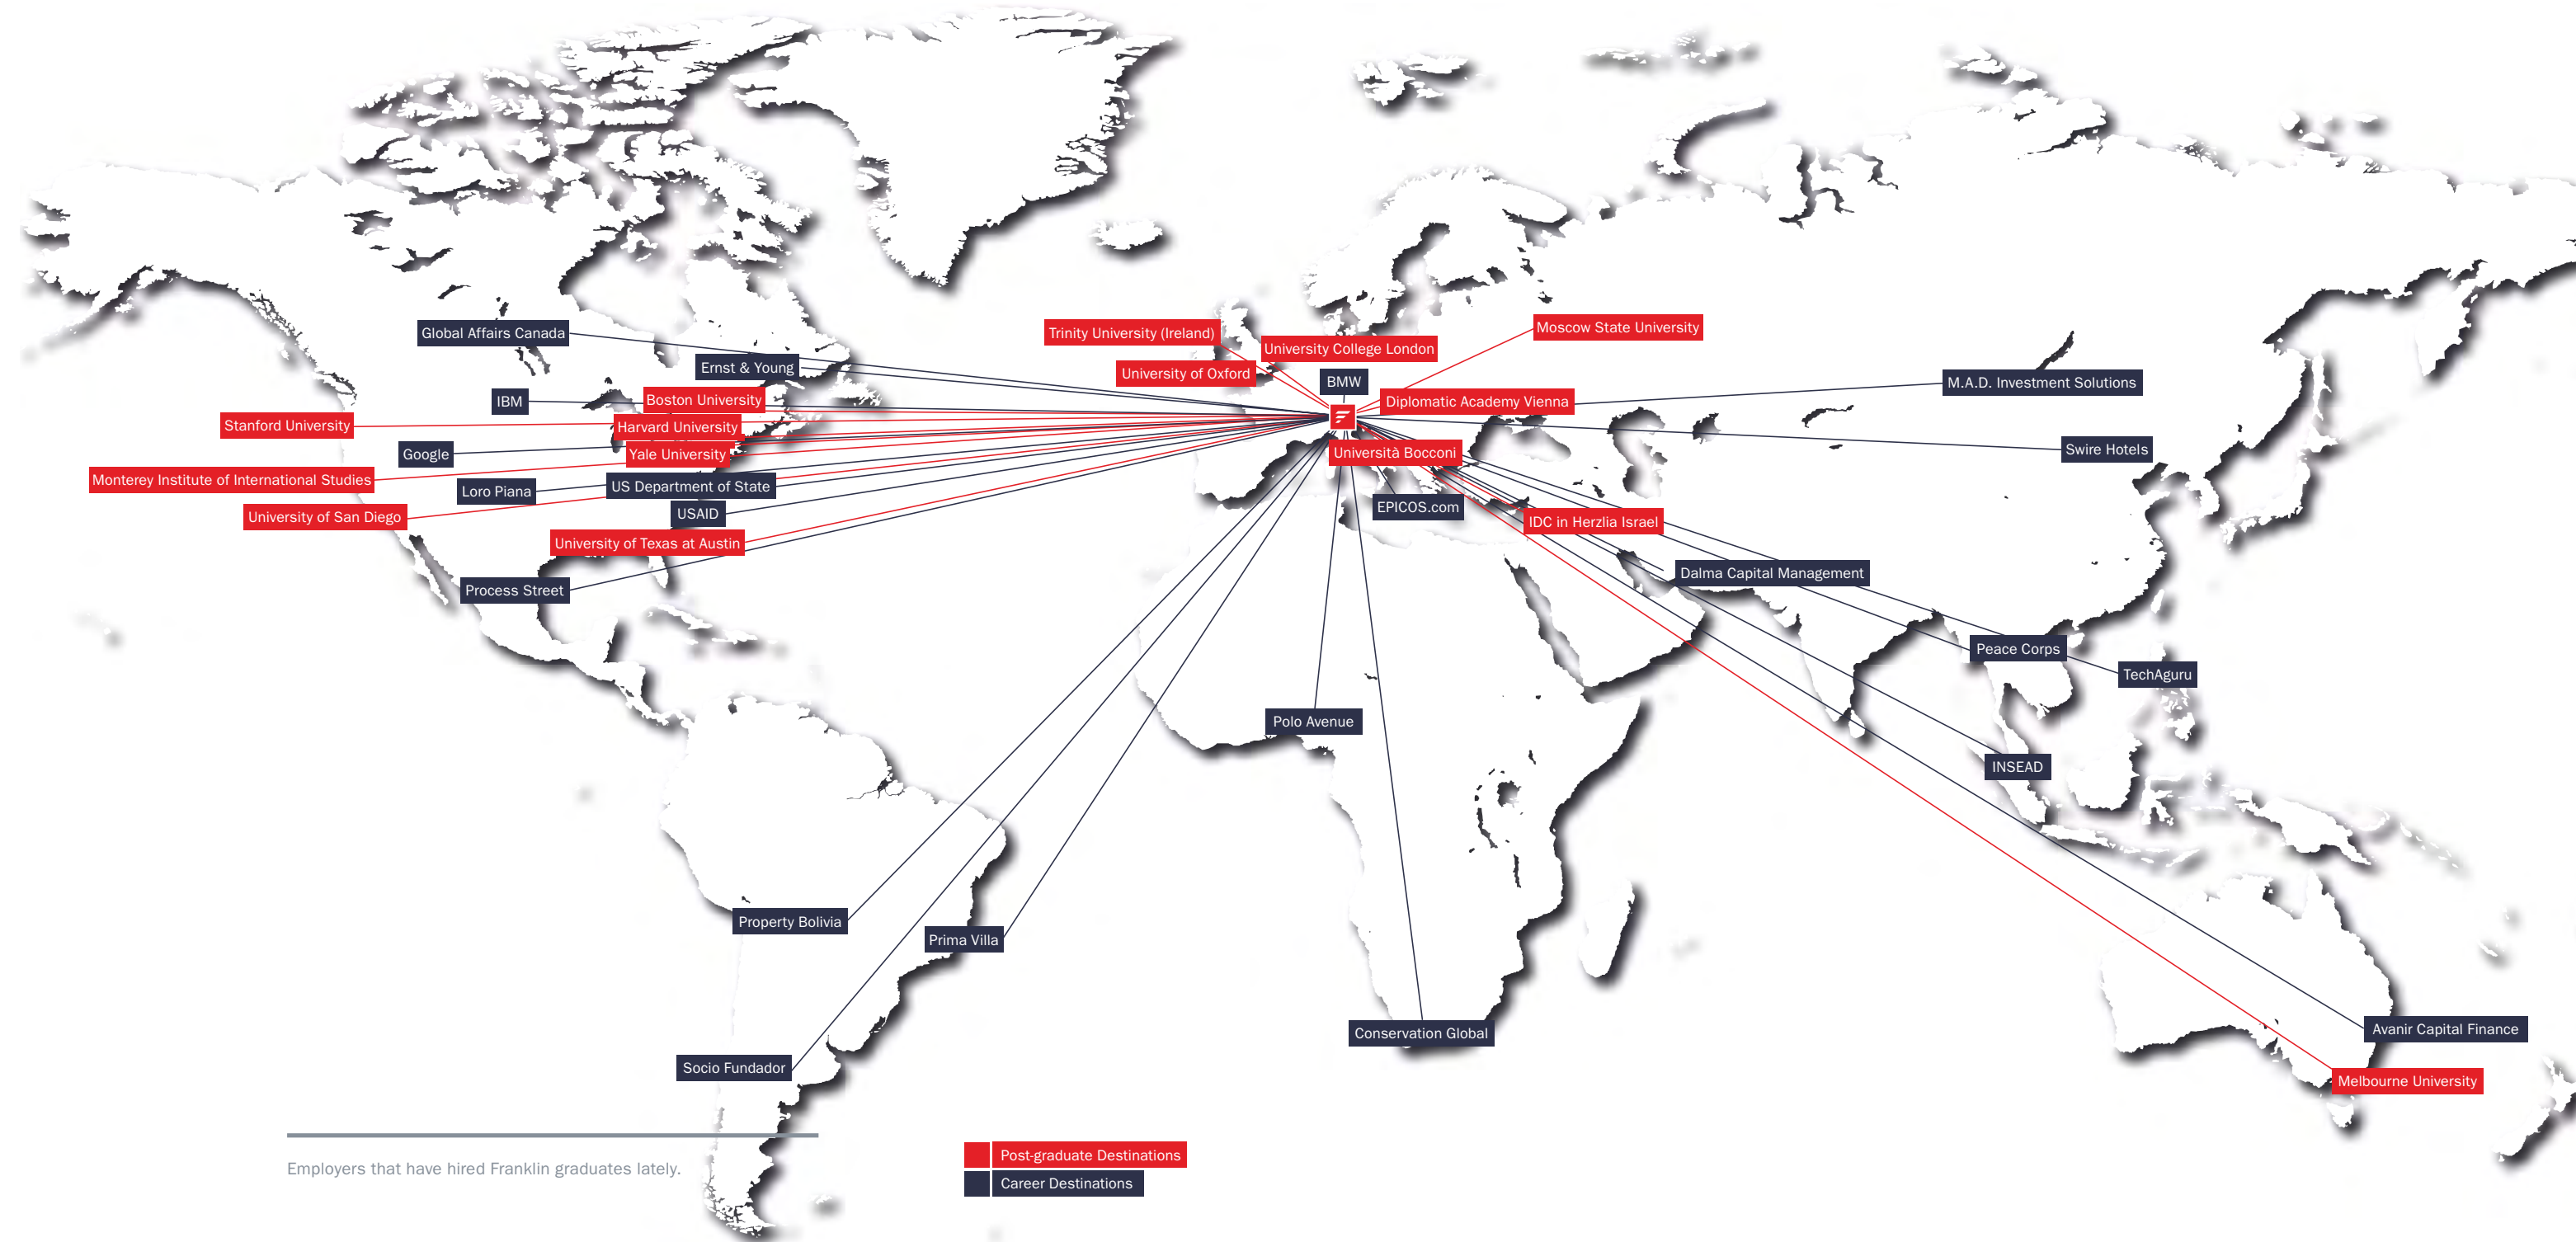 Moscow State University
Global Affairs Canada
Trinity University (Ireland)
University College London
Ernst & Young
University of Oxford
BMW
M.A.D. Investment Solutions
IBM
Boston University
Diplomatic Academy Vienna
Stanford University
Harvard University
Google
Yale University
Università Bocconi
Swire Hotels
Monterey Institute of International Studies
Loro Piana
US Department of State
EPICOS.com
University of San Diego
USAID
IDC in Herzlia Israel
University of Texas at Austin
Dalma Capital Management
Process Street
Peace Corps
TechAguru
Polo Avenue
INSEAD
Property Bolivia
Prima Villa
Conservation Global
Avanir Capital Finance
Socio Fundador
Melbourne University
Employers that have hired Franklin graduates lately.
Post-graduate Destinations
Career Destinations